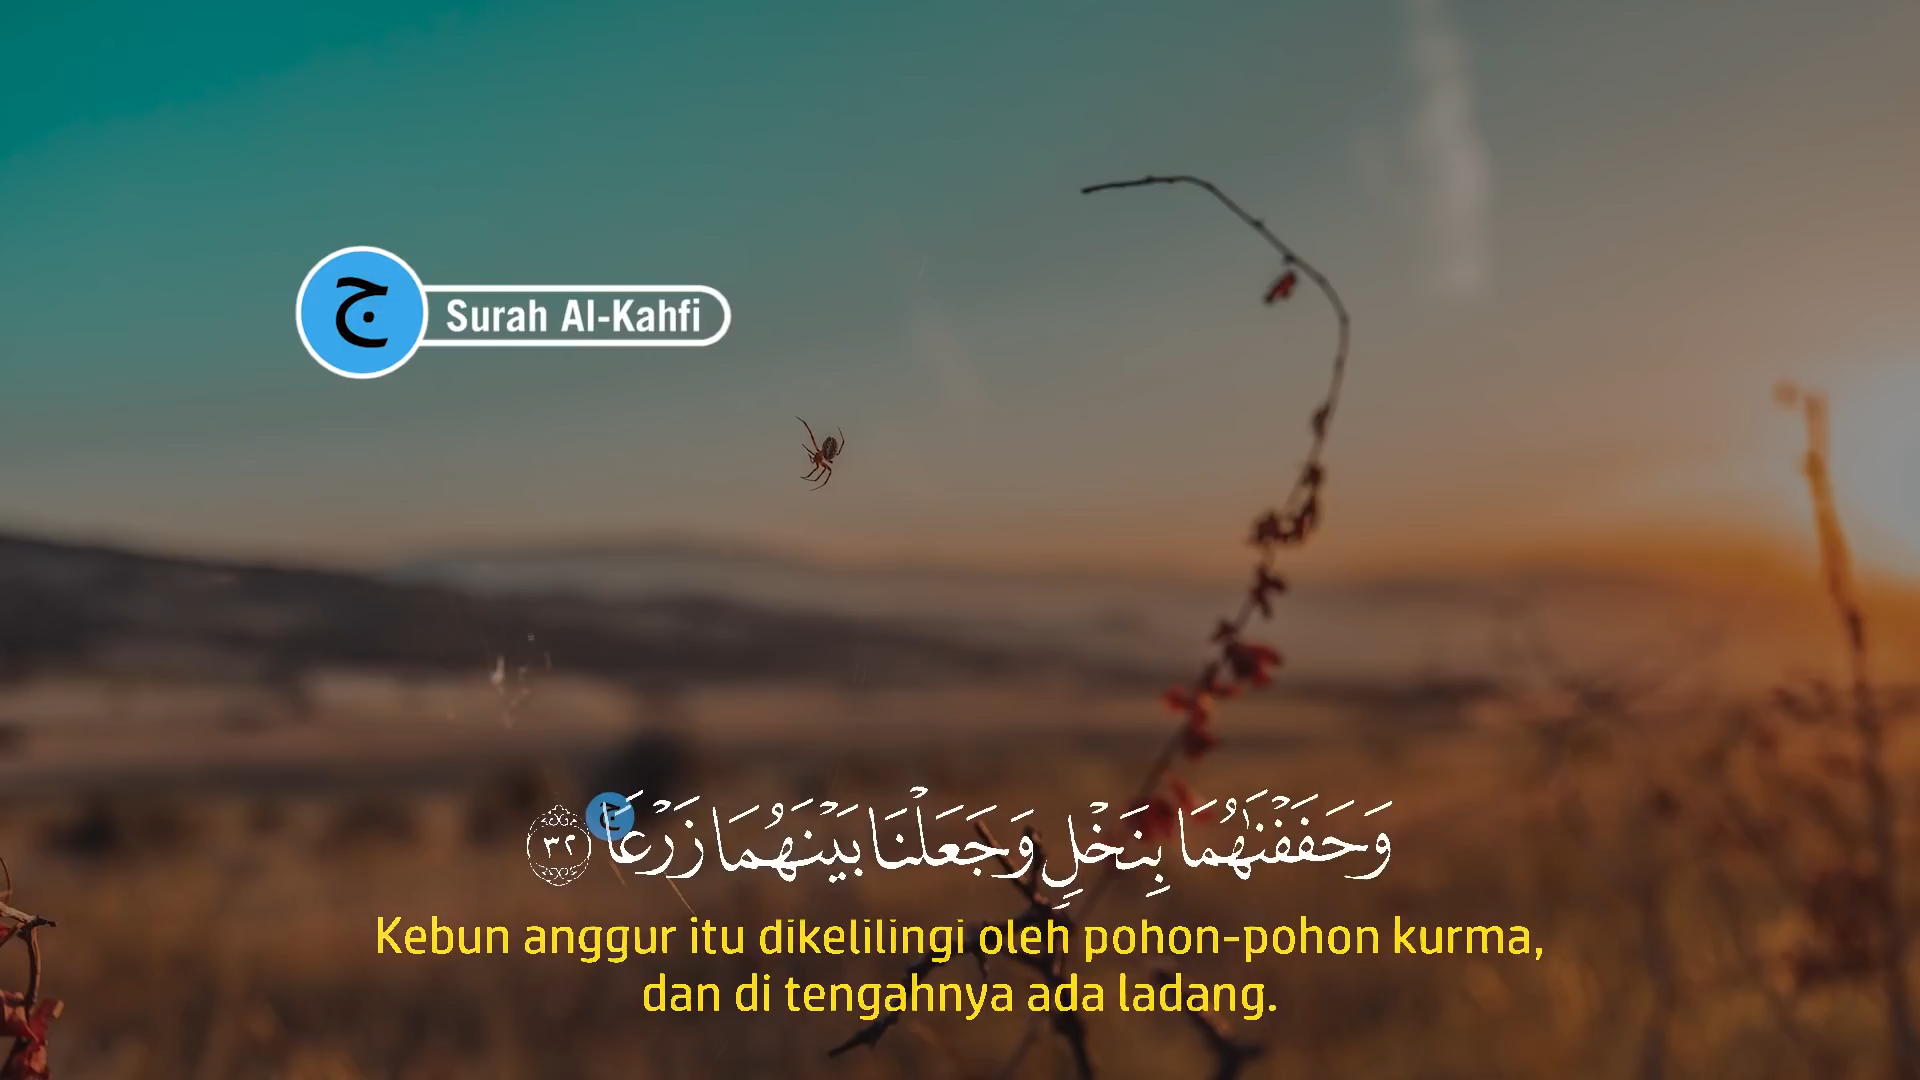 ج
Surah Al-Kahfi
وَحَفَفْنَٰهُمَا بِنَخْلٍ وَجَعَلْنَا بَيْنَهُمَا زَرْعًا ٣٢
ج
Kebun anggur itu dikelilingi oleh pohon-pohon kurma,
dan di tengahnya ada ladang.